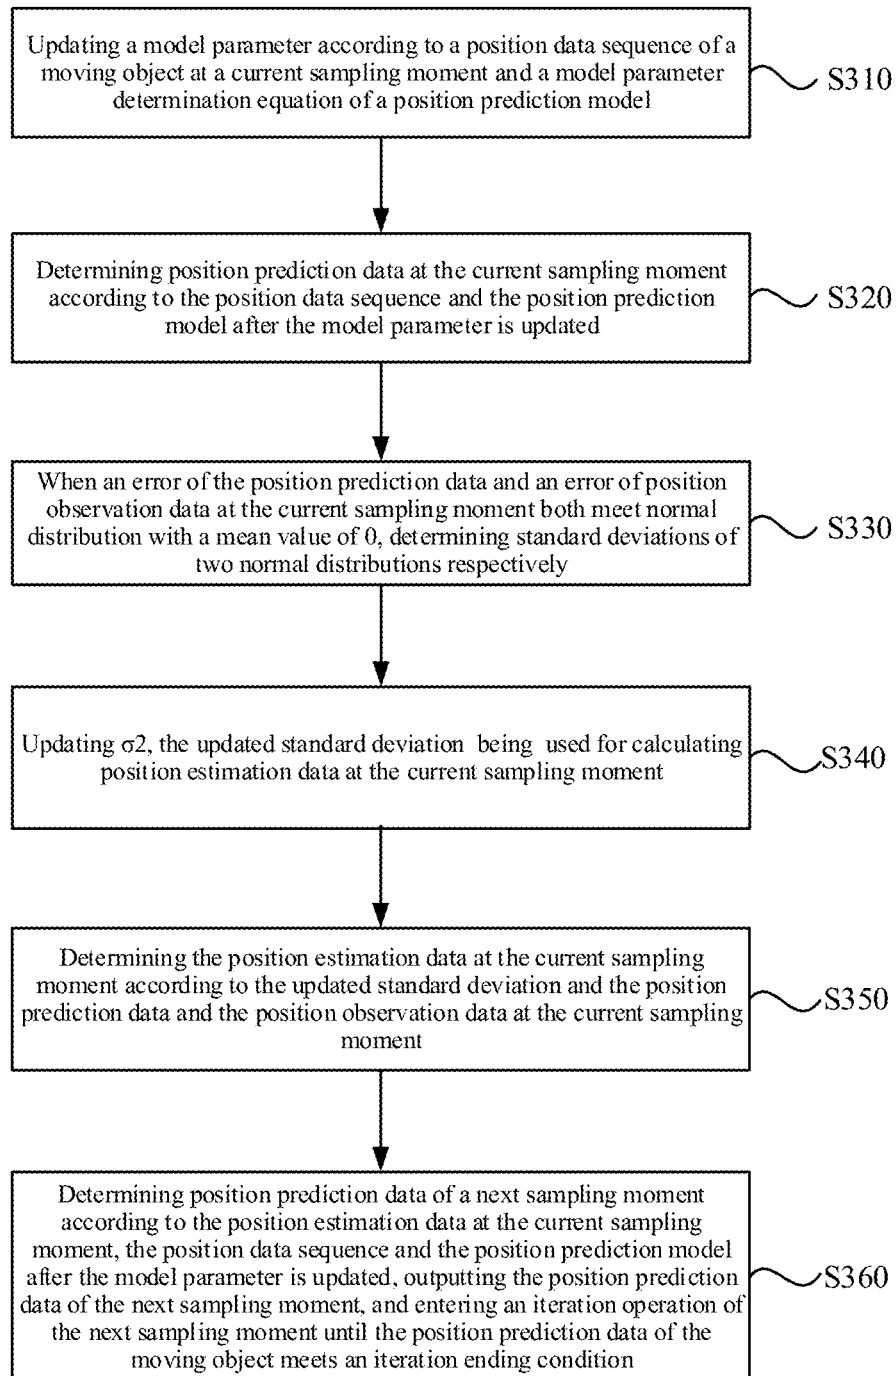 Updating a model parameter according to a position data sequence of a
moving object at a current sampling moment and a model parameter
determination equation of a position prediction model
S310
Determining position prediction data at the current sampling moment
according to the position data sequence and the position prediction
model after the model parameter is updated
S320
When an error of the position prediction data and an error of position
observation data at the current sampling moment both meet normal
distribution with a mean value of 0, determining standard deviations of
two normal distributions respectively
S330
Updating σ2, the updated standard deviation being used for calculating
position estimation data at the current sampling moment
S340
Determining the position estimation data at the current sampling
moment according to the updated standard deviation and the position
prediction data and the position observation data at the current sampling
moment
S350
Determining position prediction data of a next sampling moment
according to the position estimation data at the current sampling
moment, the position data sequence and the position prediction model
after the model parameter is updated, outputting the position prediction
data of the next sampling moment, and entering an iteration operation of
the next sampling moment until the position prediction data of the
moving object meets an iteration ending condition
S360